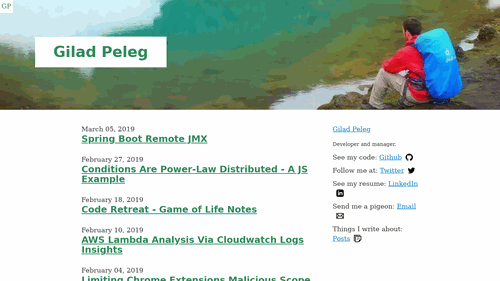 GP
Gilad Peleg
March 05, 2019
Spring Boot Remote JMX
February 27, 2019
Conditions Are Power-Law Distributed - A JS
Example
February 18, 2019
Code Retreat - Game of Life Notes
February 10, 2019
AWS Lambda Analysis Via Cloudwatch Logs
Insights
February 04, 2019
Limiting Chrome Extensions Malicious Scope
Gilad Peleg
Developer and manager.
See my code: Github
Follow me at: Twitter
See my resume: LinkedIn
Send me a pigeon: Email
Things I write about:
Posts